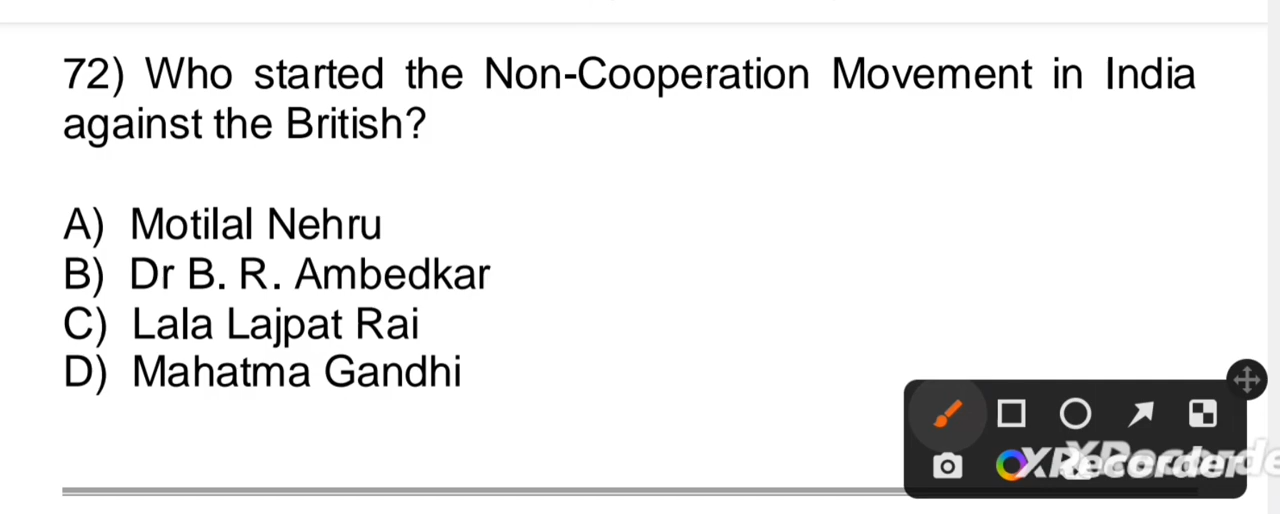 72) Who started the Non-Cooperation Movement in India
against the British?
A) Motilal Nehru
B) Dr B. R. Ambedkar
C) Lala Lajpat Rai
D) Mahatma Gandhi
XRecorder